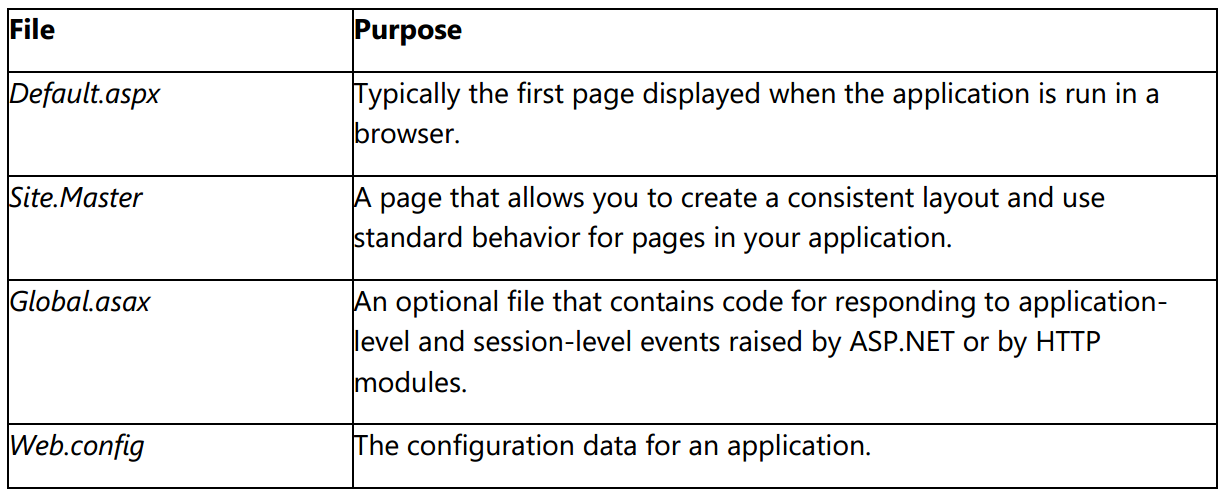 File
Purpose
Default.aspx
Typically the first page displayed when the application is run in a
browser.
Site.Master
A page that allows you to create a consistent layout and use
standard behavior for pages in your application.
Global.asax
An optional file that contains code for responding to application-
level and session-level events raised by ASP.NET or by HTTP
modules.
Web.config
The configuration data for an application.